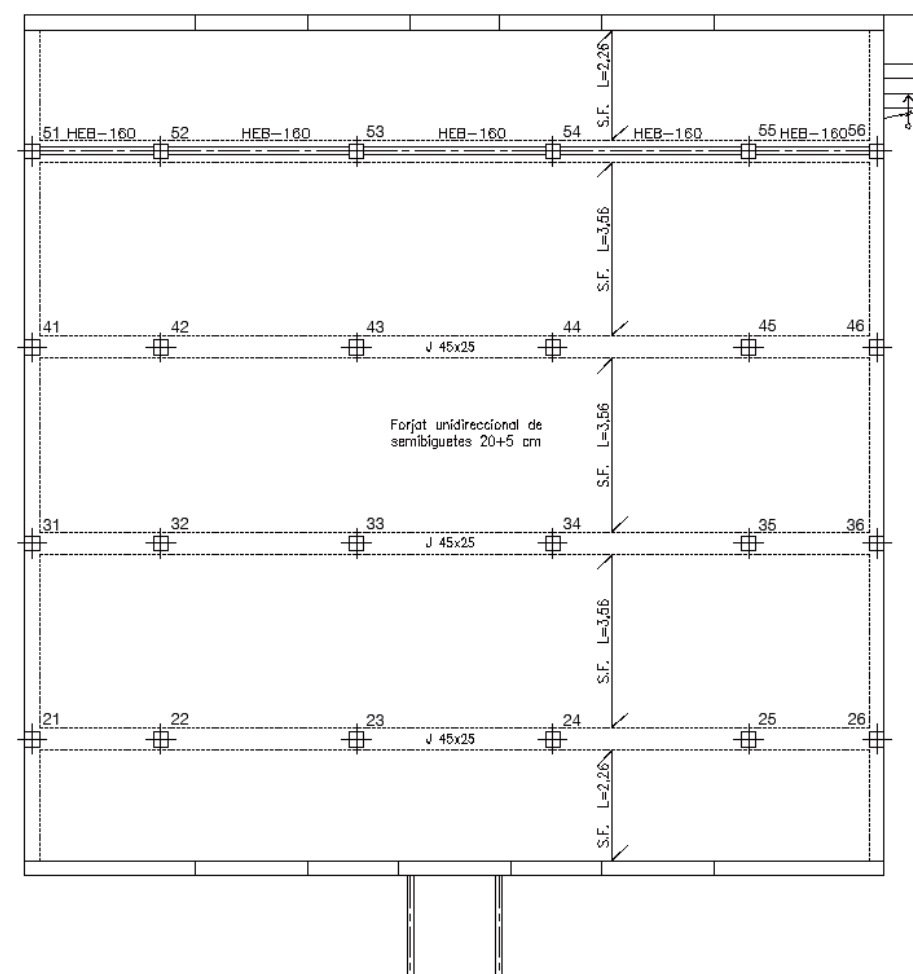 S.F. L=2,26
51 HEB-160 52 HEB-160 53 HEB-160 54 HEB-160 55 HEB-160 56
S.F. L=3,56
41 42 43 44 45 46
J 45x25
Forjat unidireccional de
semibiguetes 20+5 cm
S.F. L=3,56
31 32 33 34 35 36
J 45x25
S.F. L=3,56
21 22 23 24 25 26
J 45x25
S.F. L=2,26